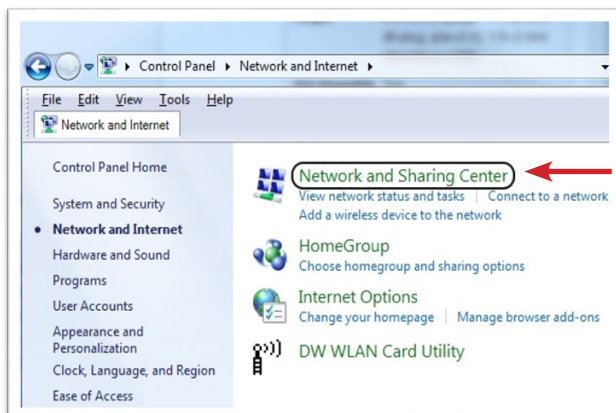 Control Panel Network and Internet
File Edit View Tools Help
Network and Internet
Control Panel Home
System and Security
Network and Internet
Hardware and Sound
Programs
User Accounts
Appearance and
Personalization
Clock, Language, and Region
Ease of Access
Network and Sharing Center
View network status and tasks Connect to a network
Add a wireless device to the network
HomeGroup
Choose homegroup and sharing options
Internet Options
Change your homepage Manage browser add-ons
DW WLAN Card Utility